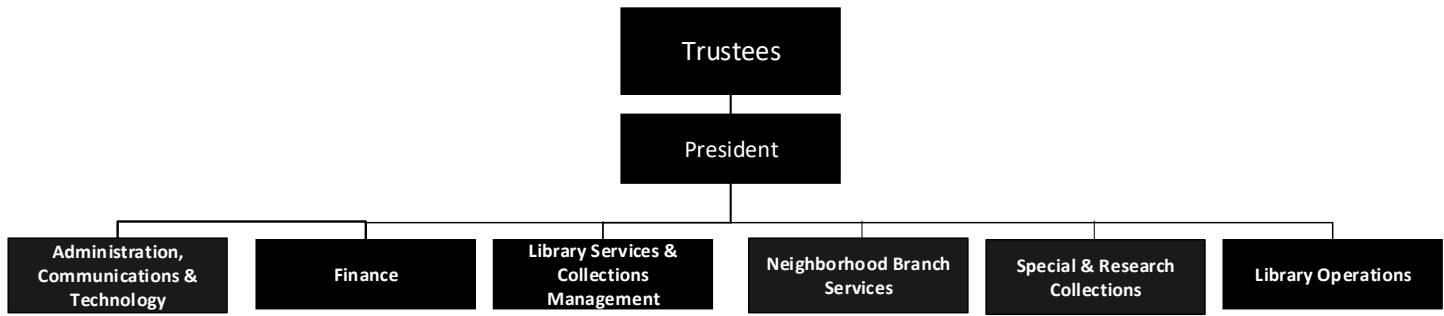 Trustees
President
Administration,
Communications &
Technology
Finance
Library Services &
Collections
Management
Neighborhood Branch
Services
Special & Research
Collections
Library Operations